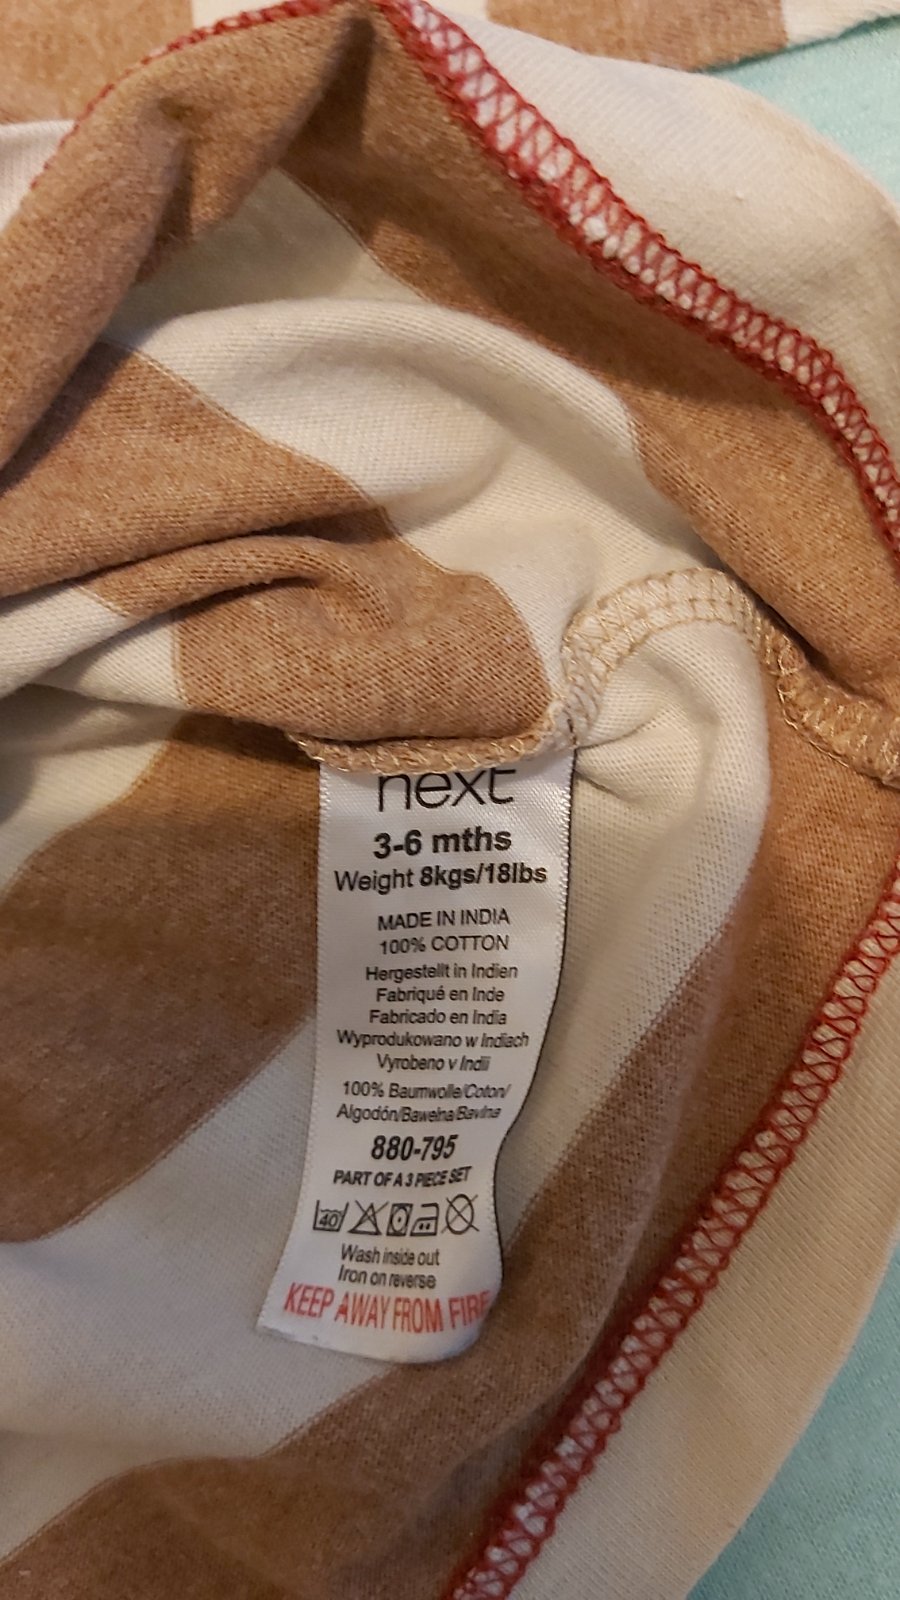 next
3-6 mths
Weight 8kgs/18lbs
MADE IN INDIA
100% COTTON
Hergestellt in Indien
Fabriqué en Inde
Fabricado en India
Wyprodukowano w Indiach
Vyrobeno v Indii
100% Baumwolle/Coton/
Algodón/Bawełna/Bavlna
880-795
PART OF A 3 PIECE SET
40
Wash inside out
Iron on reverse
KEEP AWAY FROM FIRE